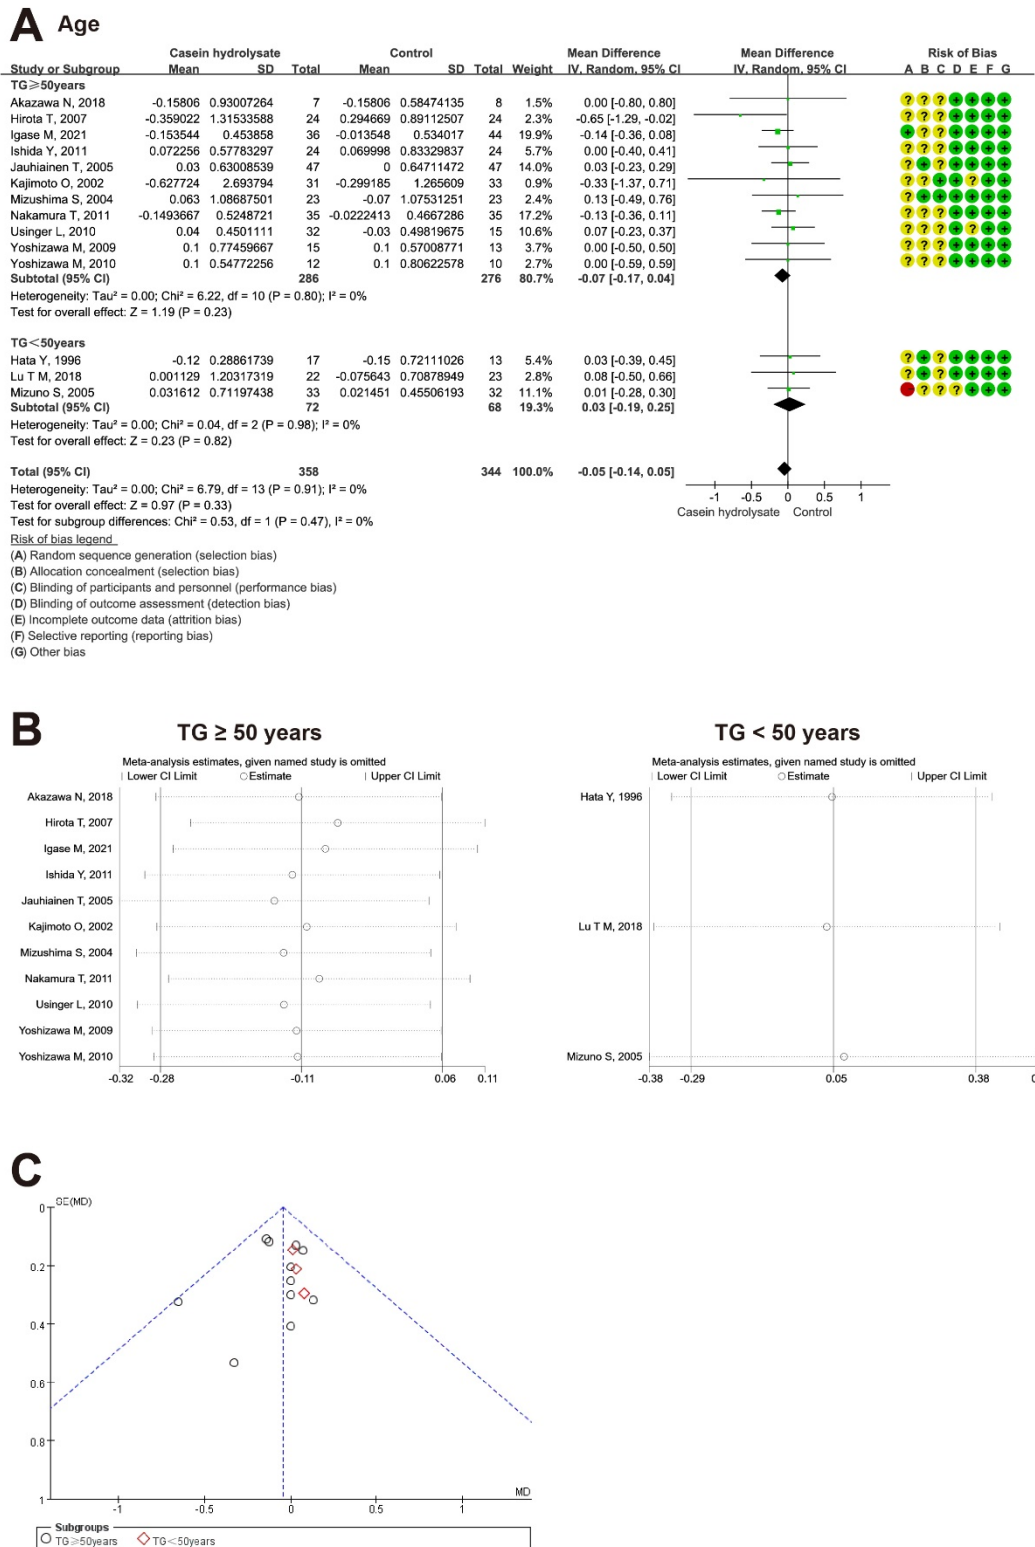 A Age
Casein hydrolysate Control Mean Difference Mean Difference Risk of Bias
Study or Subgroup Mean SD Total Mean SD Total Weight IV, Random, 95% CI IV, Random, 95% CI A B C D E F G
TG≥50years
Akazawa N, 2018 -0.15806 0.93007264 7 -0.15806 0.58474135 8 1.5% 0.00 [-0.80, 0.80] ? ? ? + + + +
Hirota T, 2007 -0.359022 1.31533588 24 0.294669 0.89112507 24 2.3% -0.65 [-1.29, -0.02] ? ? ? + + + +
Igase M, 2021 -0.153544 0.453858 36 -0.013548 0.534017 44 19.9% -0.14 [-0.36, 0.08] + ? ? + + + +
Ishida Y, 2011 0.072256 0.57783297 24 0.069998 0.83329837 24 5.7% 0.00 [-0.40, 0.41] ? ? ? + + + +
Jauhiainen T, 2005 0.03 0.63008539 47 0 0.64711472 47 14.0% 0.03 [-0.23, 0.29] ? + ? + + + +
Kajimoto O, 2002 -0.627724 2.693794 31 -0.299185 1.265609 33 0.9% -0.33 [-1.37, 0.71] ? ? + + ? + +
Mizushima S, 2004 0.063 1.08687501 23 -0.07 1.07531251 23 2.4% 0.13 [-0.49, 0.76] ? + + + + + +
Nakamura T, 2011 -0.1493667 0.5248721 35 -0.0222413 0.4667286 35 17.2% -0.13 [-0.36, 0.11] ? ? ? + + + +
Usinger L, 2010 0.04 0.4501111 32 -0.03 0.49819675 15 10.6% 0.07 [-0.23, 0.37] ? ? ? + ? + +
Yoshizawa M, 2009 0.1 0.77459667 15 0.1 0.57008771 13 3.7% 0.00 [-0.50, 0.50] ? ? ? + + + +
Yoshizawa M, 2010 0.1 0.54772256 12 0.1 0.80622578 10 2.7% 0.00 [-0.59, 0.59] ? ? ? + + + +
Subtotal (95% CI) 286 276 80.7% -0.07 [-0.17, 0.04]
Heterogeneity: Tau² = 0.00; Chi² = 6.22, df = 10 (P = 0.80); I² = 0%
Test for overall effect: Z = 1.19 (P = 0.23)
TG<50years
Hata Y, 1996 -0.12 0.28861739 17 -0.15 0.72111026 13 5.4% 0.03 [-0.39, 0.45] ? + ? + + + +
Lu T M, 2018 0.001129 1.20317319 22 -0.075643 0.70878949 23 2.8% 0.08 [-0.50, 0.66] ? + ? + + + +
Mizuno S, 2005 0.031612 0.71197438 33 0.021451 0.45506193 32 11.1% 0.01 [-0.28, 0.30] ? ? ? + + +
Subtotal (95% CI) 72 68 19.3% 0.03 [-0.19, 0.25]
Heterogeneity: Tau² = 0.00; Chi² = 0.04, df = 2 (P = 0.98); I² = 0%
Test for overall effect: Z = 0.23 (P = 0.82)
Total (95% CI) 358 344 100.0% -0.05 [-0.14, 0.05]
Heterogeneity: Tau² = 0.00; Chi² = 6.79, df = 13 (P = 0.91); I² = 0%
Test for overall effect: Z = 0.97 (P = 0.33)
Test for subgroup differences: Chi² = 0.53, df = 1 (P = 0.47), I² = 0%
-1 -0.5 0 0.5 1
Casein hydrolysate Control
Risk of bias legend
(A) Random sequence generation (selection bias)
(B) Allocation concealment (selection bias)
(C) Blinding of participants and personnel (performance bias)
(D) Blinding of outcome assessment (detection bias)
(E) Incomplete outcome data (attrition bias)
(F) Selective reporting (reporting bias)
(G) Other bias
B
TG ≥ 50 years
Meta-analysis estimates, given named study is omitted
Lower CI Limit Estimate Upper CI Limit
Akazawa N, 2018
Hirota T, 2007
Igase M, 2021
Ishida Y, 2011
Jauhiainen T, 2005
Kajimoto O, 2002
Mizushima S, 2004
Nakamura T, 2011
Usinger L, 2010
Yoshizawa M, 2009
Yoshizawa M, 2010
-0.32 -0.28 -0.11 0.06 0.11
TG < 50 years
Meta-analysis estimates, given named study is omitted
Lower CI Limit Estimate Upper CI Limit
Hata Y, 1996
Lu T M, 2018
Mizuno S, 2005
-0.38 -0.29 0.05 0.38
C
SE(MD)
0
0.2
0.4
0.6
0.8
1
-1 -0.5 0 0.5 1
MD
Subgroups
TG≥50years TG<50years